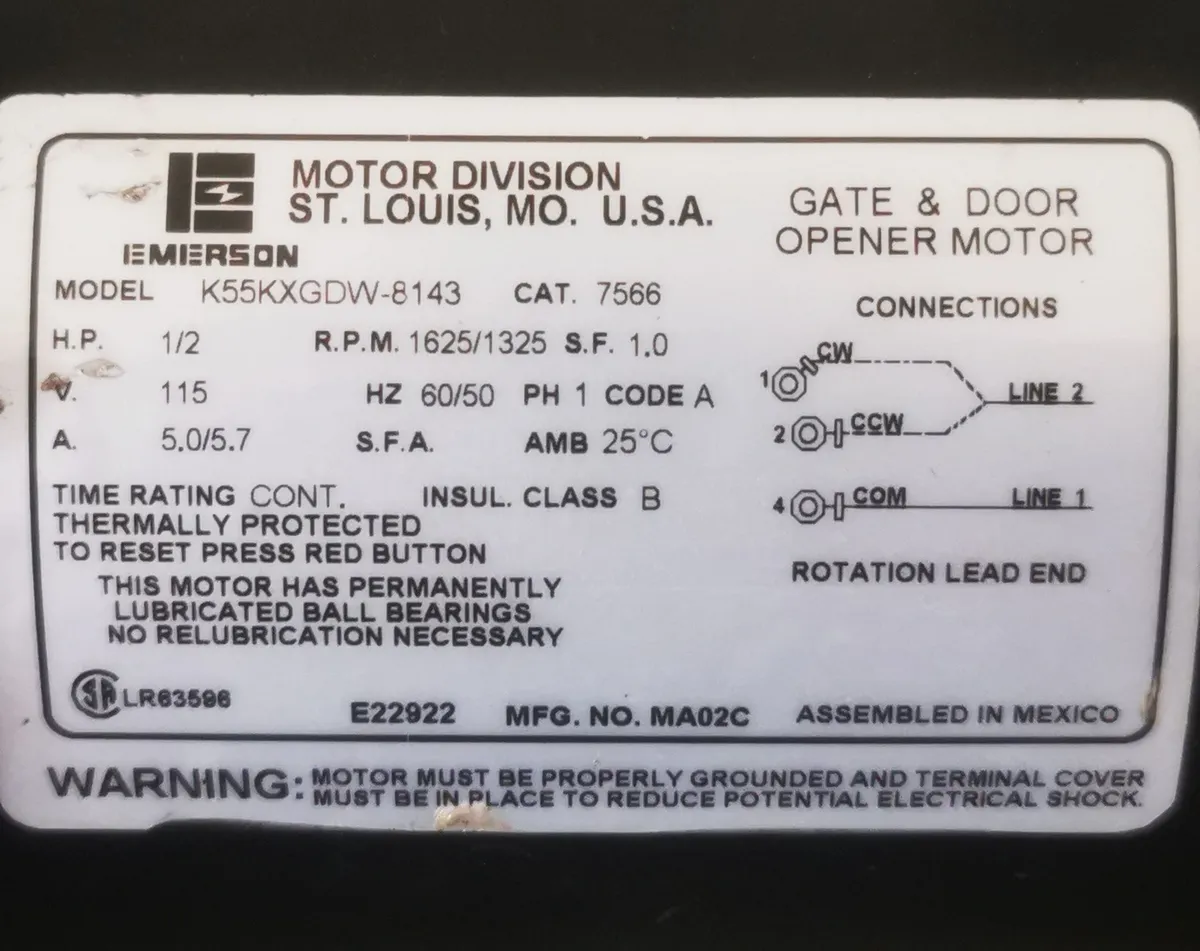 MOTOR DIVISION
ST. LOUIS, MO. U.S.A.
EMERSON
GATE & DOOR
OPENER MOTOR
MODEL K55KXGDW-8143 CAT. 7566
H.P. 1/2 R.P.M. 1625/1325 S.F. 1.0
V. 115 HZ 60/50 PH 1 CODE A
A. 5.0/5.7 S.F.A. AMB 25°C
TIME RATING CONT. INSUL. CLASS B
THERMALLY PROTECTED
TO RESET PRESS RED BUTTON
THIS MOTOR HAS PERMANENTLY
LUBRICATED BALL BEARINGS
NO RELUBRICATION NECESSARY
CONNECTIONS
1 CW
LINE 2
2 CCW
4 COM LINE 1
ROTATION LEAD END
SA LR63596
E22922 MFG. NO. MA02C ASSEMBLED IN MEXICO
WARNING: MOTOR MUST BE PROPERLY GROUNDED AND TERMINAL COVER
MUST BE IN PLACE TO REDUCE POTENTIAL ELECTRICAL SHOCK.